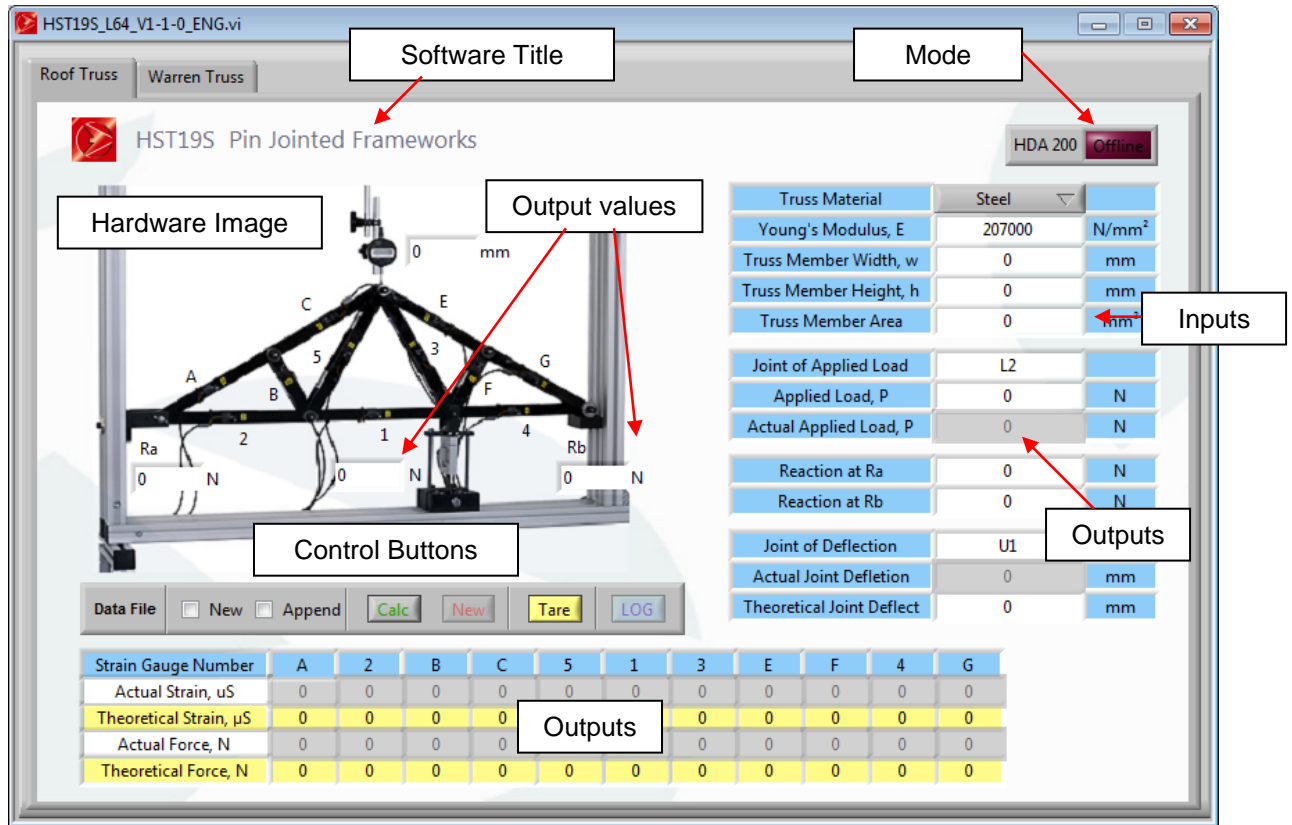 HST19S_L64_V1-1-0_ENG.vi
Software Title
Mode
Roof Truss Warren Truss
HST19S Pin Jointed Frameworks
HDA 200 Offline
Hardware Image
Output values
0 mm
C
E
5
3
G
A
B
F
2
1
4
Ra
Rb
0 N
0 N
0 N
Truss Material Steel
Young's Modulus, E 207000 N/mm²
Truss Member Width, w 0 mm
Truss Member Height, h 0 mm
Truss Member Area 0 mm²
Inputs
Joint of Applied Load L2
Applied Load, P 0 N
Actual Applied Load, P 0 N
Reaction at Ra 0 N
Reaction at Rb 0 N
Outputs
Joint of Deflection U1
Actual Joint Defletion 0 mm
Theoretical Joint Deflect 0 mm
Control Buttons
Data File New Append Calc New Tare LOG
Strain Gauge Number A 2 B C 5 1 3 E F 4 G
Actual Strain, uS 0 0 0 0 0 0 0 0 0 0 0
Theoretical Strain, µS 0 0 0 0 0 0 0 0 0
Outputs
Actual Force, N 0 0 0 0 0 0 0 0 0
Theoretical Force, N 0 0 0 0 0 0 0 0 0 0 0